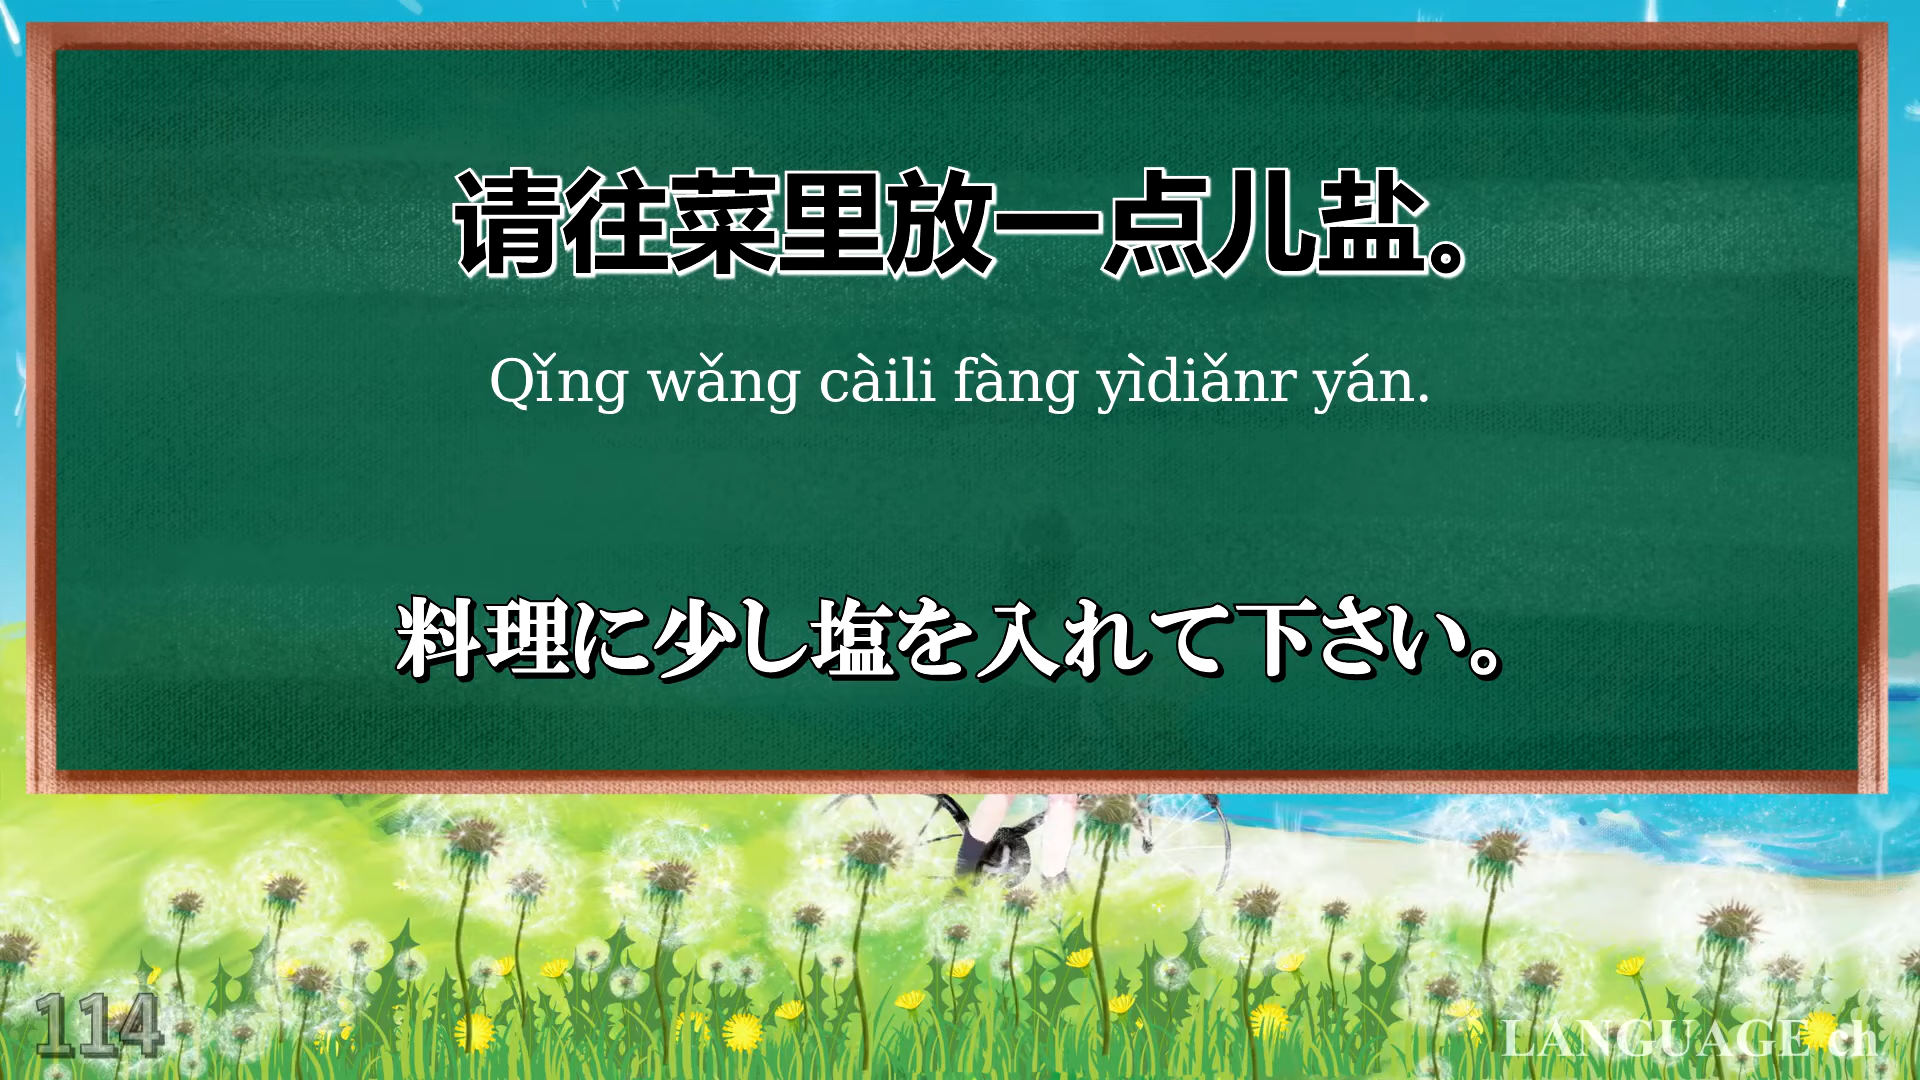 请往菜里放一点儿盐。
Qǐng wǎng càili fàng yìdiǎnr yán.
料理に少し塩を入れて下さい。
114
LANGUAGE ch